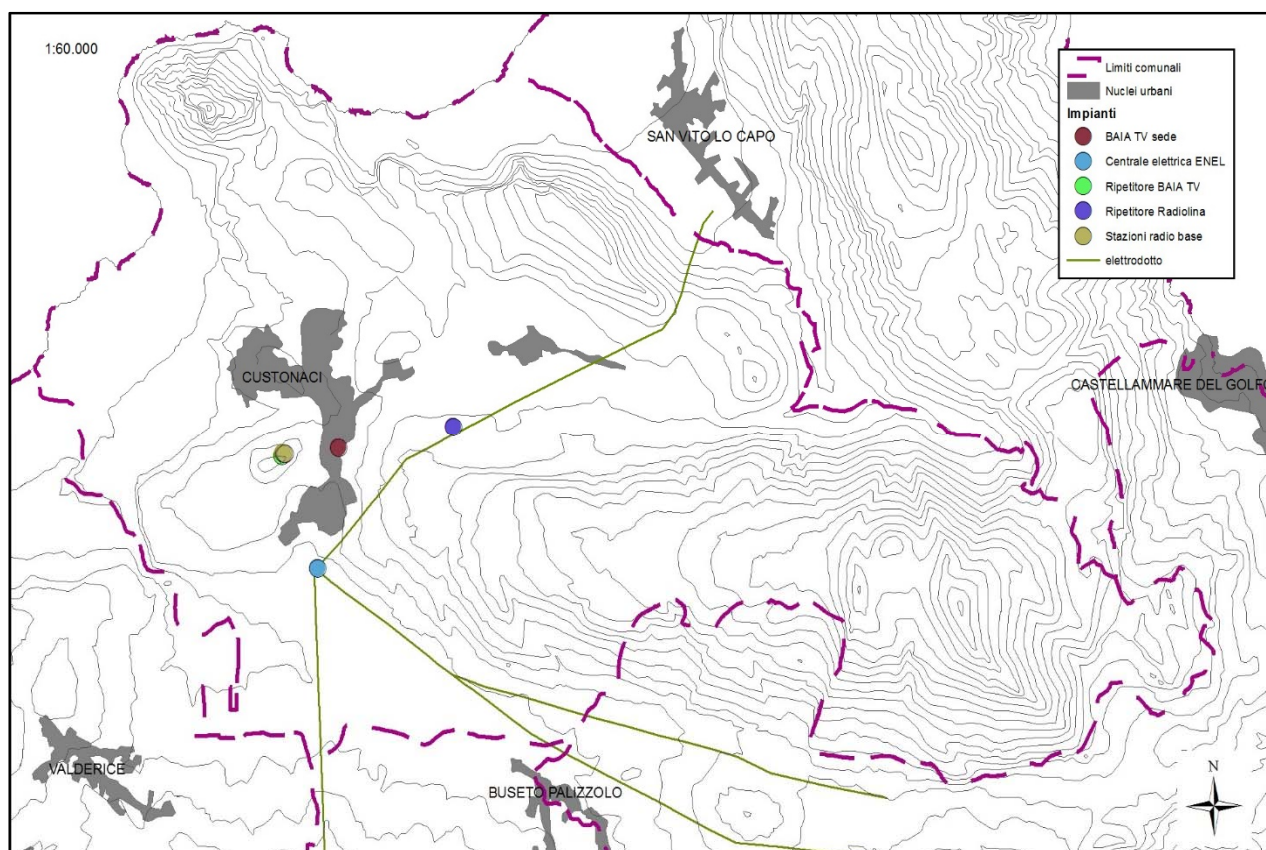 1:60.000
Limiti comunali
Nuclei urbani
Impianti
BAIA TV sede
Centrale elettrica ENEL
Ripetitore BAIA TV
Ripetitore Radiolina
Stazioni radio base
elettrodotto
SAN VITO LO CAPO
CUSTONACI
CASTELLAMMARE DEL GOLFO
VALDERICE
BUSETO PALIZZOLO
N